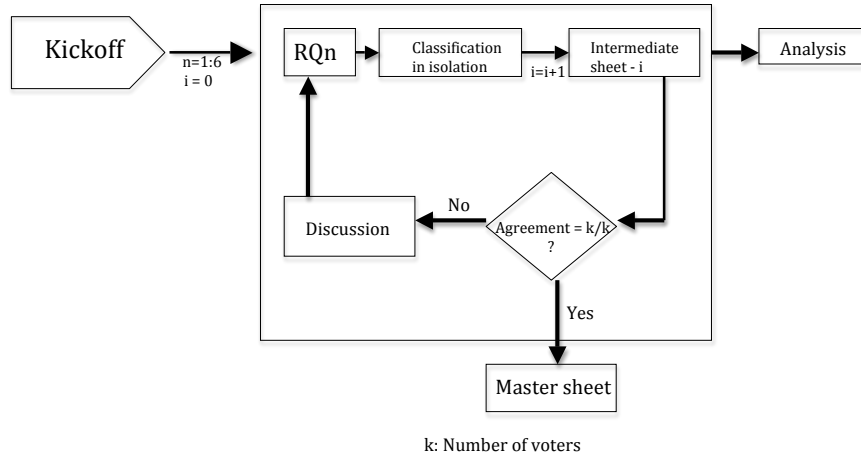 Kickoff
n=1:6
i = 0
RQn
Classification
in isolation
i=i+1
Intermediate
sheet - i
Analysis
Discussion
No
Agreement = k/k
?
Yes
Master sheet
k: Number of voters